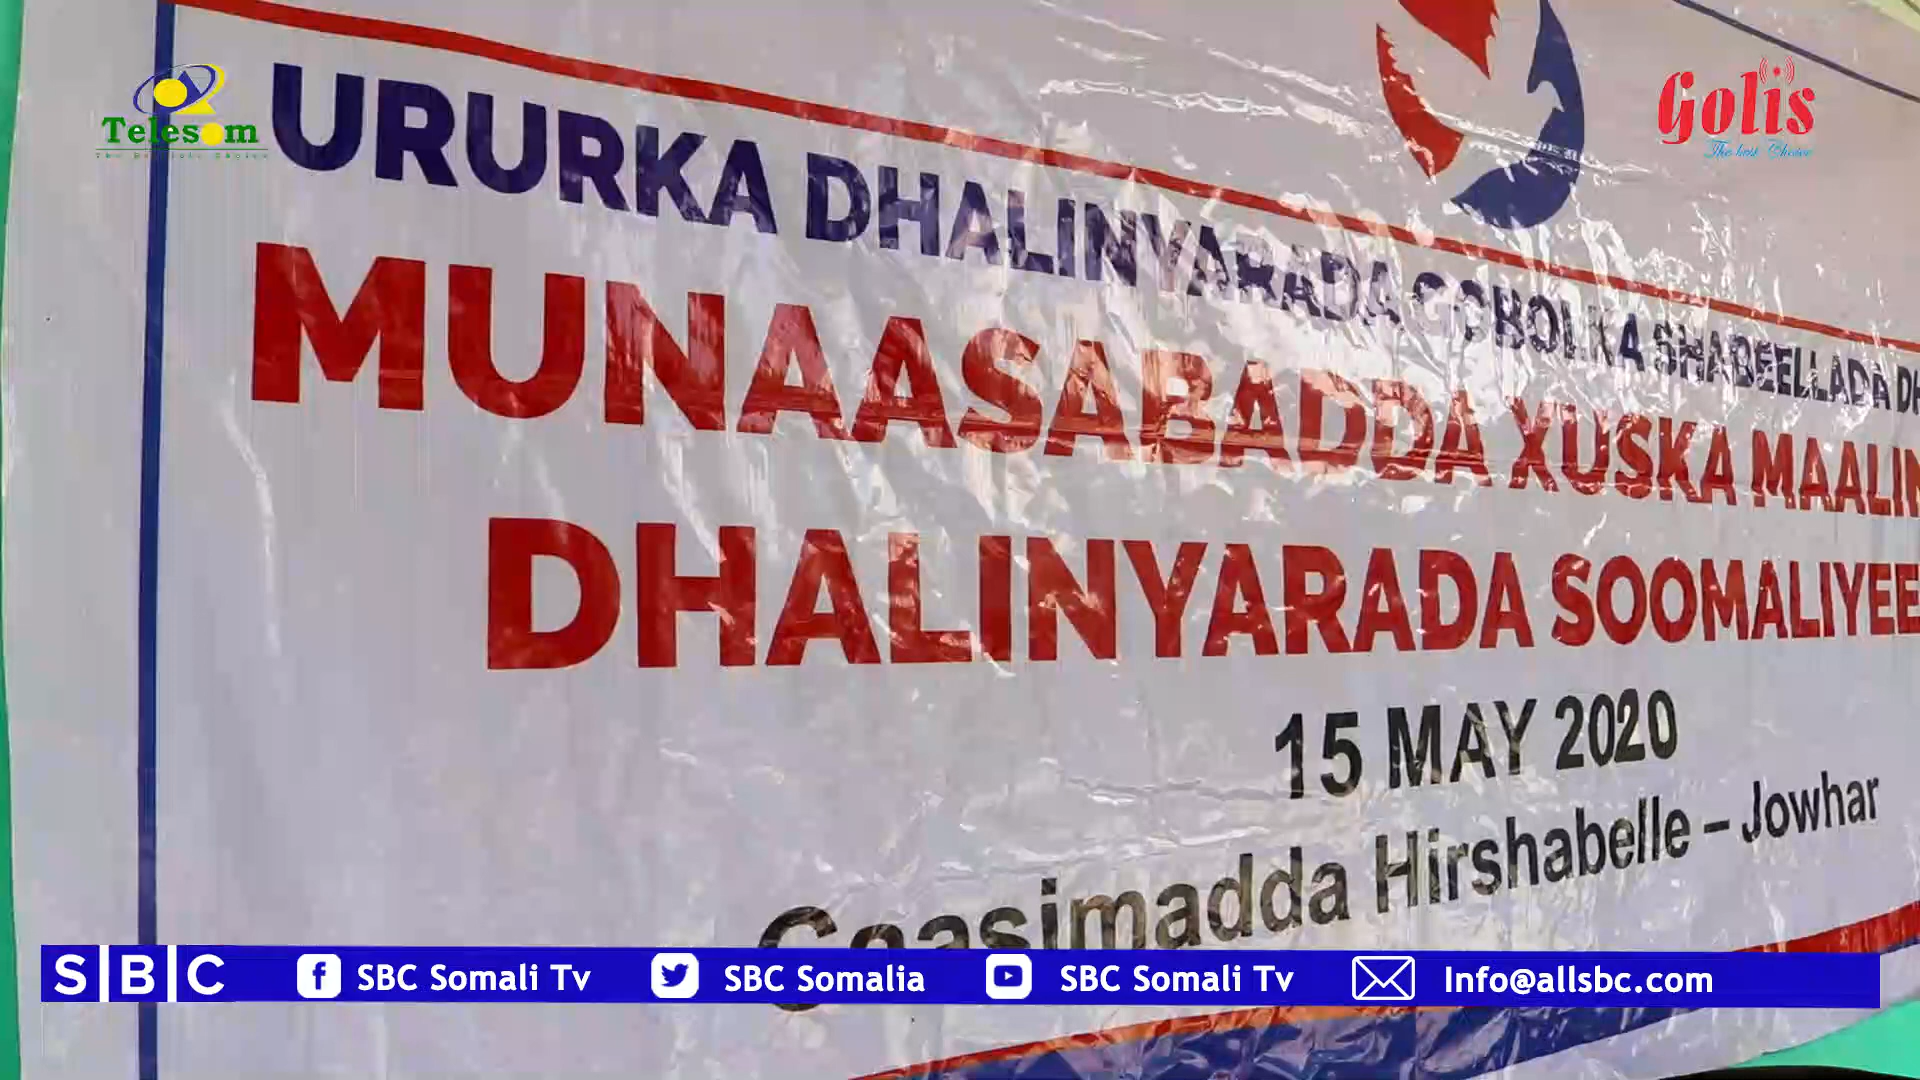 Telesom
Golis
The best Choice
URURKA DHALINYARADA GOBOLKA SHABEELLADA DH
MUNAASABADDA XUSKA MAALIN
DHALINYARADA SOOMALIYEE
15 MAY 2020
Hirshabelle – Jowhar
SBC SBC Somali Tv SBC Somalia SBC Somali Tv Info@allsbc.com